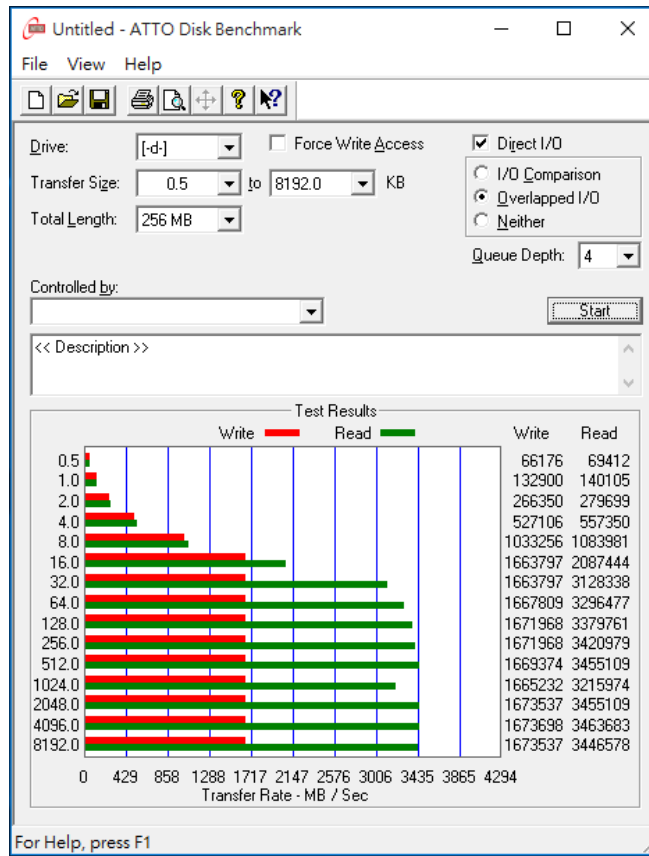 Untitled - ATTO Disk Benchmark
File View Help
Drive: [-d-] Force Write Access Direct I/O
Transfer Size: 0.5 to 8192.0 KB I/O Comparison
Overlapped I/O
Total Length: 256 MB Neither
Queue Depth: 4
Controlled by:
Start
<< Description >>
Test Results
Write Read Write Read
0.5 66176 69412
1.0 132900 140105
2.0 266350 279699
4.0 527106 557350
8.0 1033256 1083981
16.0 1663797 2087444
32.0 1663797 3128338
64.0 1667809 3296477
128.0 1671968 3379761
256.0 1671968 3420979
512.0 1669374 3455109
1024.0 1665232 3215974
2048.0 1673537 3455109
4096.0 1673698 3463683
8192.0 1673537 3446578
0 429 858 1288 1717 2147 2576 3006 3435 3865 4294
Transfer Rate - MB / Sec
For Help, press F1